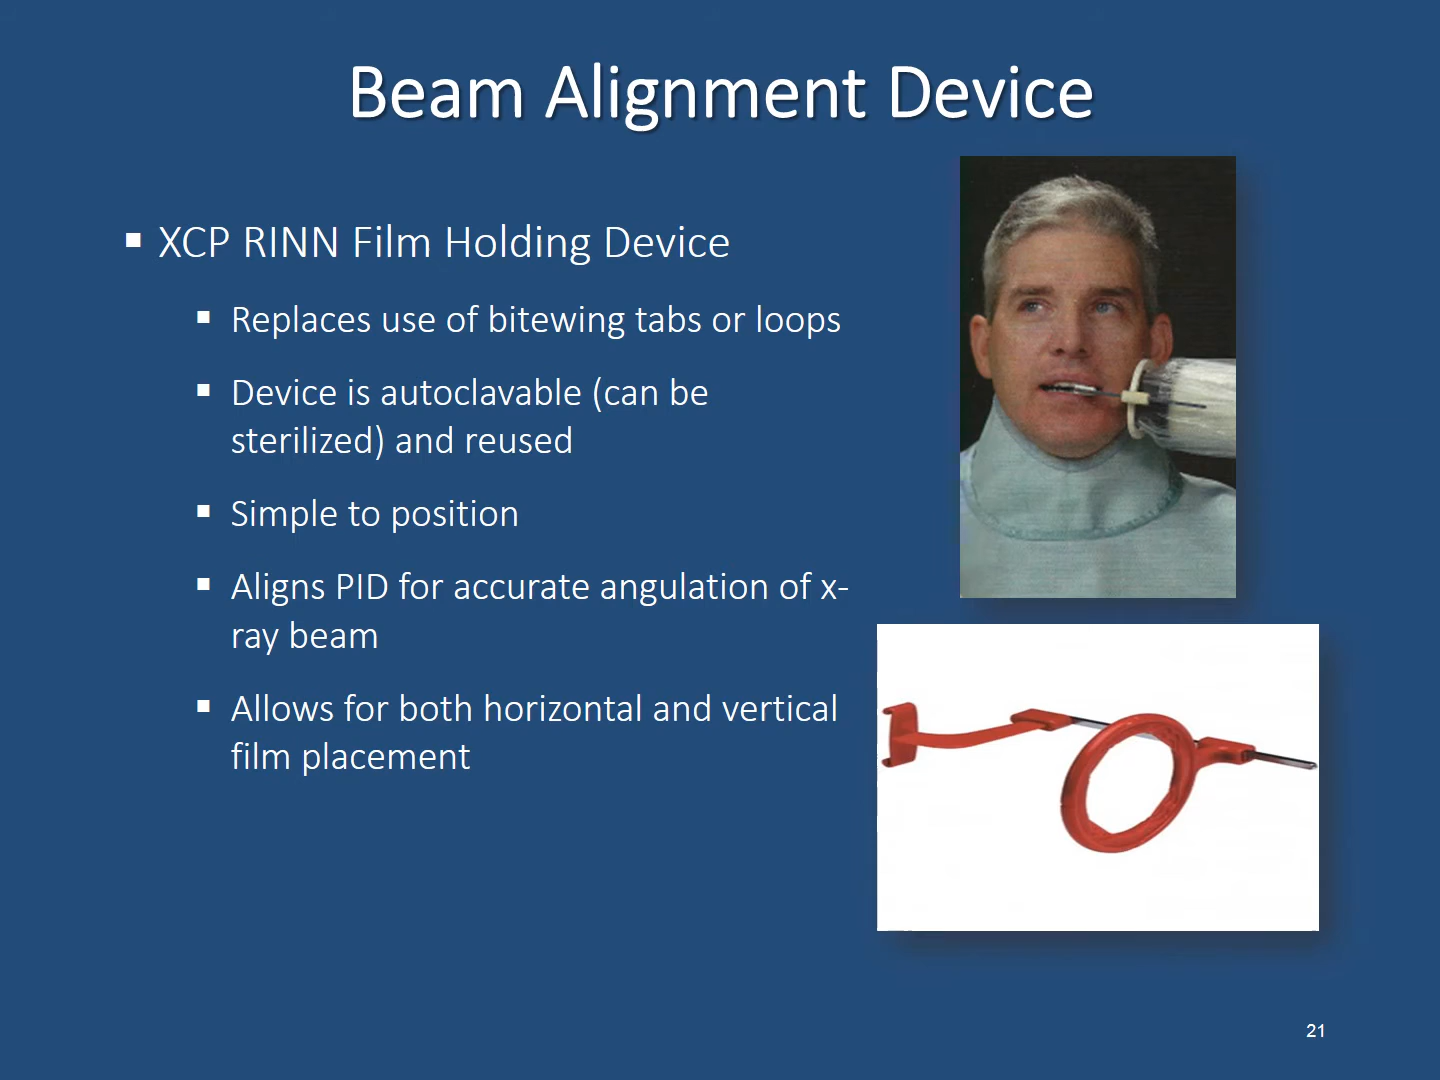 Beam Alignment Device
▪ XCP RINN Film Holding Device
▪ Replaces use of bitewing tabs or loops
▪ Device is autoclavable (can be
sterilized) and reused
▪ Simple to position
▪ Aligns PID for accurate angulation of x-
ray beam
▪ Allows for both horizontal and vertical
film placement
21